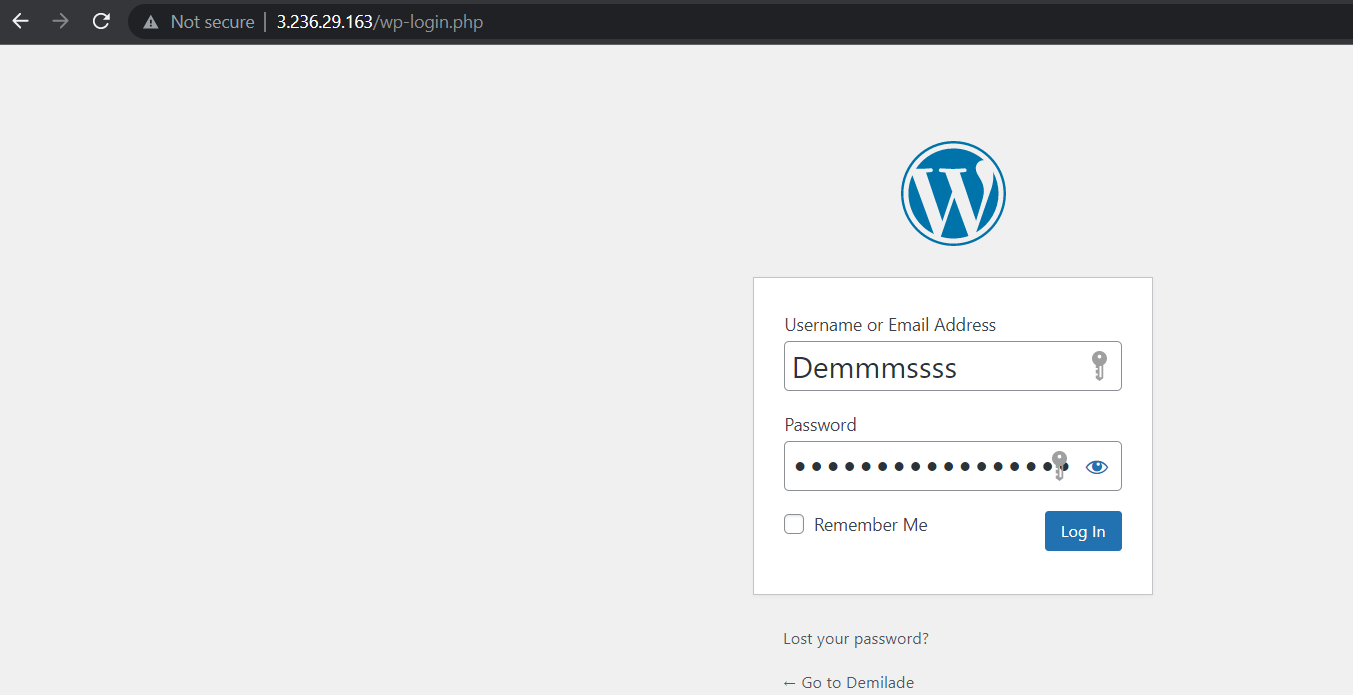 Not secure | 3.236.29.163/wp-login.php
Username or Email Address
Demmmssss
Password
Remember Me
Log In
Lost your password?
← Go to Demilade